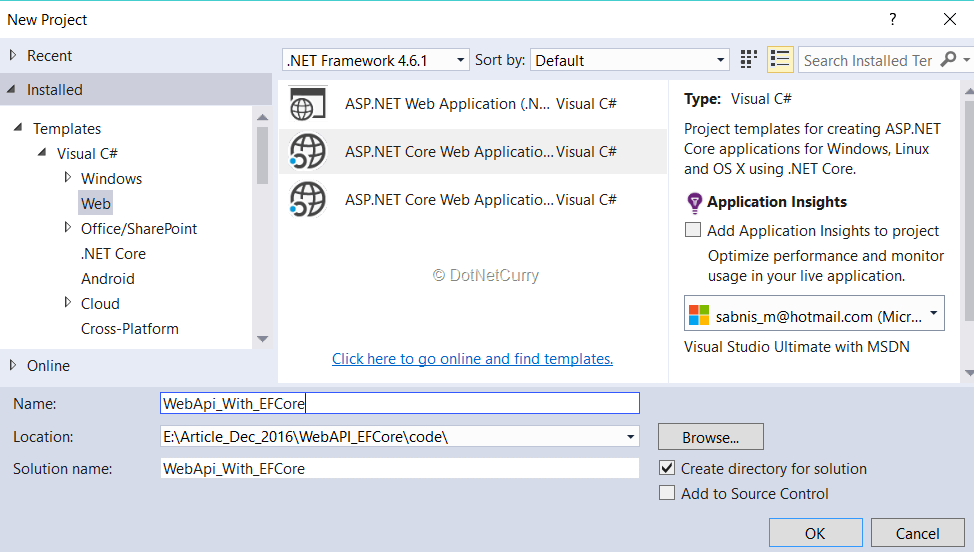 New Project
?
Recent
.NET Framework 4.6.1
Sort by:
Default
Search Installed Ter
Installed
Templates
Visual C#
Windows
Web
Office/SharePoint
.NET Core
Android
Cloud
Cross-Platform
Online
ASP.NET Web Application (.N... Visual C#
ASP.NET Core Web Applicatio... Visual C#
ASP.NET Core Web Applicatio... Visual C#
© DotNetCurry
Click here to go online and find templates.
Type: Visual C#
Project templates for creating ASP.NET
Core applications for Windows, Linux
and OS X using .NET Core.
Application Insights
Add Application Insights to project
Optimize performance and monitor
usage in your live application.
sabnis_m@hotmail.com (Micr...
Visual Studio Ultimate with MSDN
Name:
WebApi_With_EFCore
Location:
E:\Article_Dec_2016\WebAPI_EFCore\code\
Browse...
Solution name:
WebApi_With_EFCore
Create directory for solution
Add to Source Control
OK
Cancel